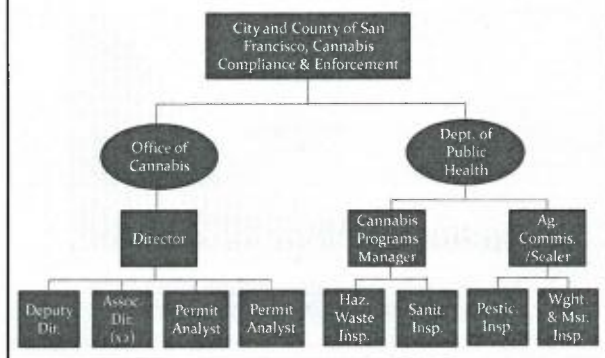 City and County of San
Francisco, Cannabis
Compliance & Enforcement
Office of
Cannabis
Dept. of
Public
Health
Director
Cannabis
Programs
Manager
Ag.
Commis.
/Sealer
Deputy
Dir.
Assoc
Dir.
(x2)
Permit
Analyst
Permit
Analyst
Haz.
Waste
Insp.
Sanit.
Insp.
Pestic.
Insp.
Wght
& Msr.
Insp.